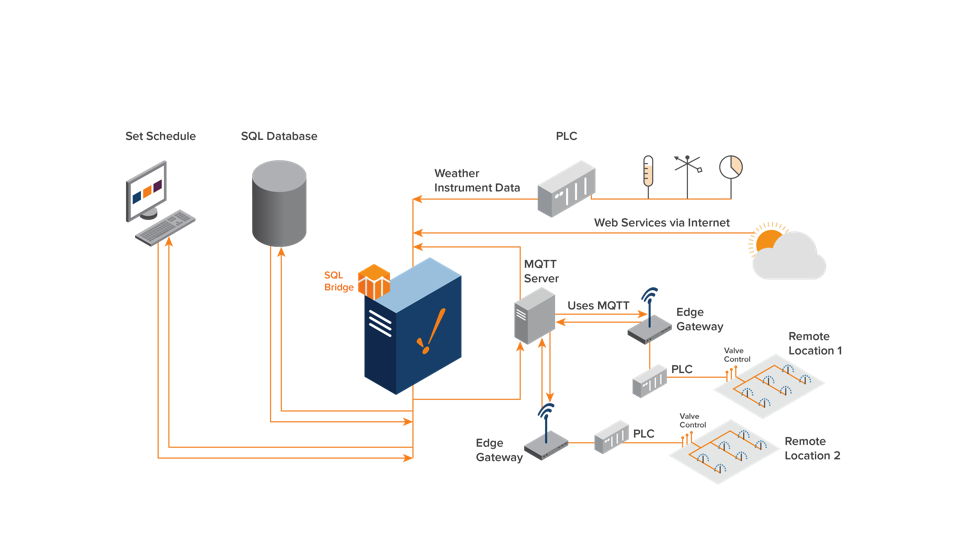 Set Schedule
SQL Database
PLC
Weather
Instrument Data
Web Services via Internet
SQL
Bridge
MQTT
Server
Uses MQTT
Edge
Gateway
Remote
Location 1
Valve
Control
PLC
Valve
Control
PLC
Edge
Gateway
Remote
Location 2